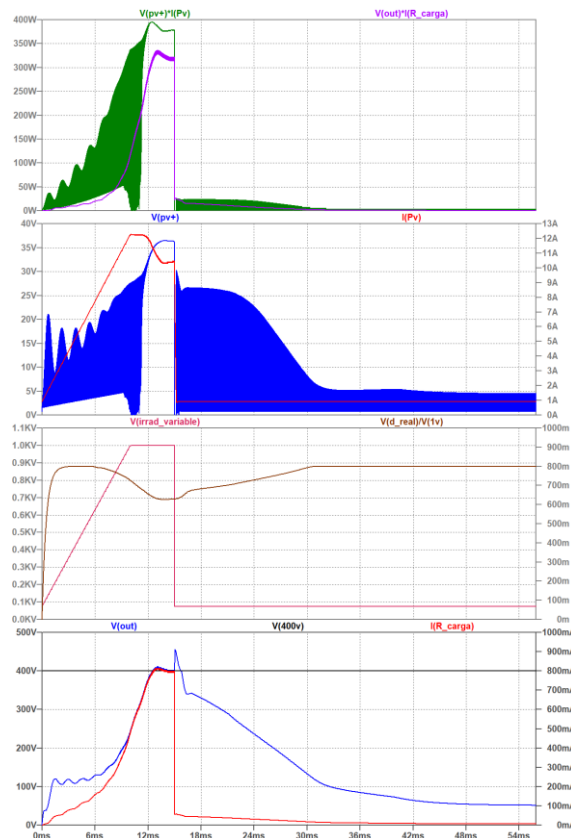 V(pv+)*I(Pv) V(out)*I(R_carga)
400W
350W
300W
250W
200W
150W
100W
50W
0W
V(pv+) I(Pv)
40V 13A
35V 12A
11A
30V 10A
25V 9A
8A
20V 7A
6A
15V 5A
10V 4A
3A
5V 2A
1A
0V 0A
V(irrad_variable) V(d_real)/V(1v)
1.1KV 1000m
1.0KV 900m
0.9KV 800m
0.8KV 700m
0.7KV
0.6KV 600m
0.5KV 500m
0.4KV 400m
0.3KV 300m
0.2KV 200m
0.1KV 100m
0.0KV 0m
V(out) V(400v) I(R_carga)
500V 1000mA
900mA
400V 800mA
700mA
300V 600mA
500mA
200V 400mA
300mA
100V 200mA
100mA
0V 0mA
0ms 6ms 12ms 18ms 24ms 30ms 36ms 42ms 48ms 54ms